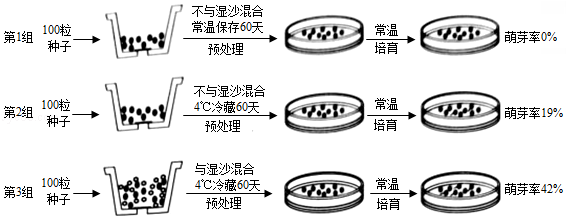 第1组 100粒种子 不与湿沙混合 常温保存60天 预处理 常温 培育 萌芽率0%
第2组 100粒种子 不与湿沙混合 4℃冷藏60天 预处理 常温 培育 萌芽率19%
第3组 100粒种子 与湿沙混合 4℃冷藏60天 预处理 常温 培育 萌芽率42%